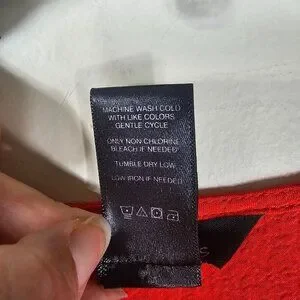 MACHINE WASH COLD
WITH LIKE COLORS
GENTLE CYCLE
ONLY NON CHLORINE
BLEACH IF NEEDED
TUMBLE DRY LOW
LOW IRON IF NEEDED